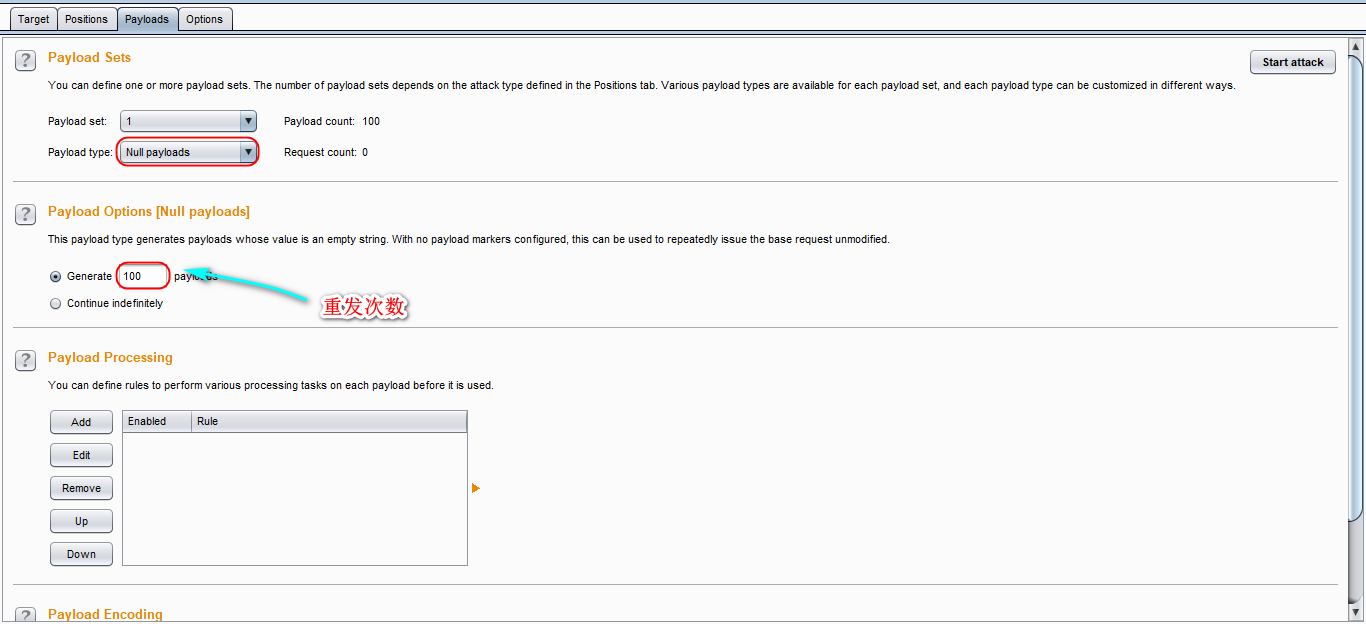 Target Positions Payloads Options
? Payload Sets
Start attack
You can define one or more payload sets. The number of payload sets depends on the attack type defined in the Positions tab. Various payload types are available for each payload set, and each payload type can be customized in different ways.
Payload set: 1 Payload count: 100
Payload type: Null payloads Request count: 0
? Payload Options [Null payloads]
This payload type generates payloads whose value is an empty string. With no payload markers configured, this can be used to repeatedly issue the base request unmodified.
Generate 100 payloads
Continue indefinitely
重发次数
? Payload Processing
You can define rules to perform various processing tasks on each payload before it is used.
Add Enabled Rule
Edit
Remove
Up
Down
? Payload Encoding